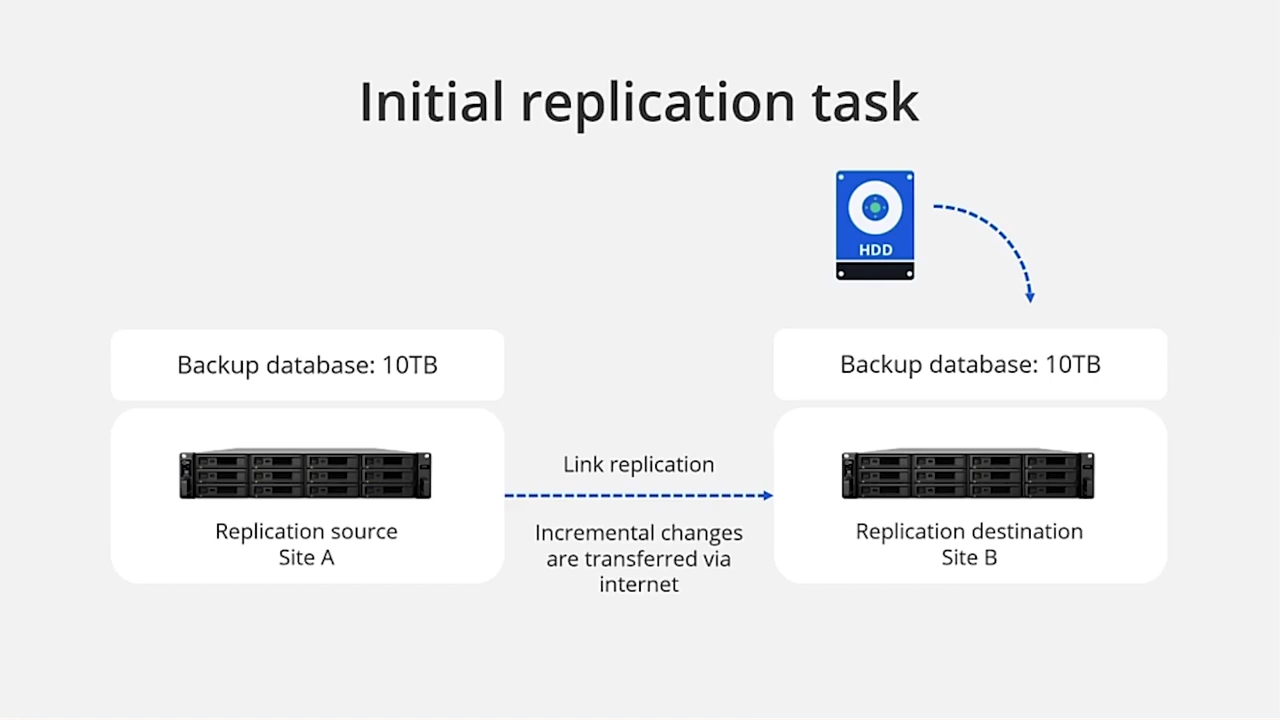 Initial replication task
HDD
Backup database: 10TB
Backup database: 10TB
Link replication
Incremental changes
are transferred via
internet
Replication source
Site A
Replication destination
Site B